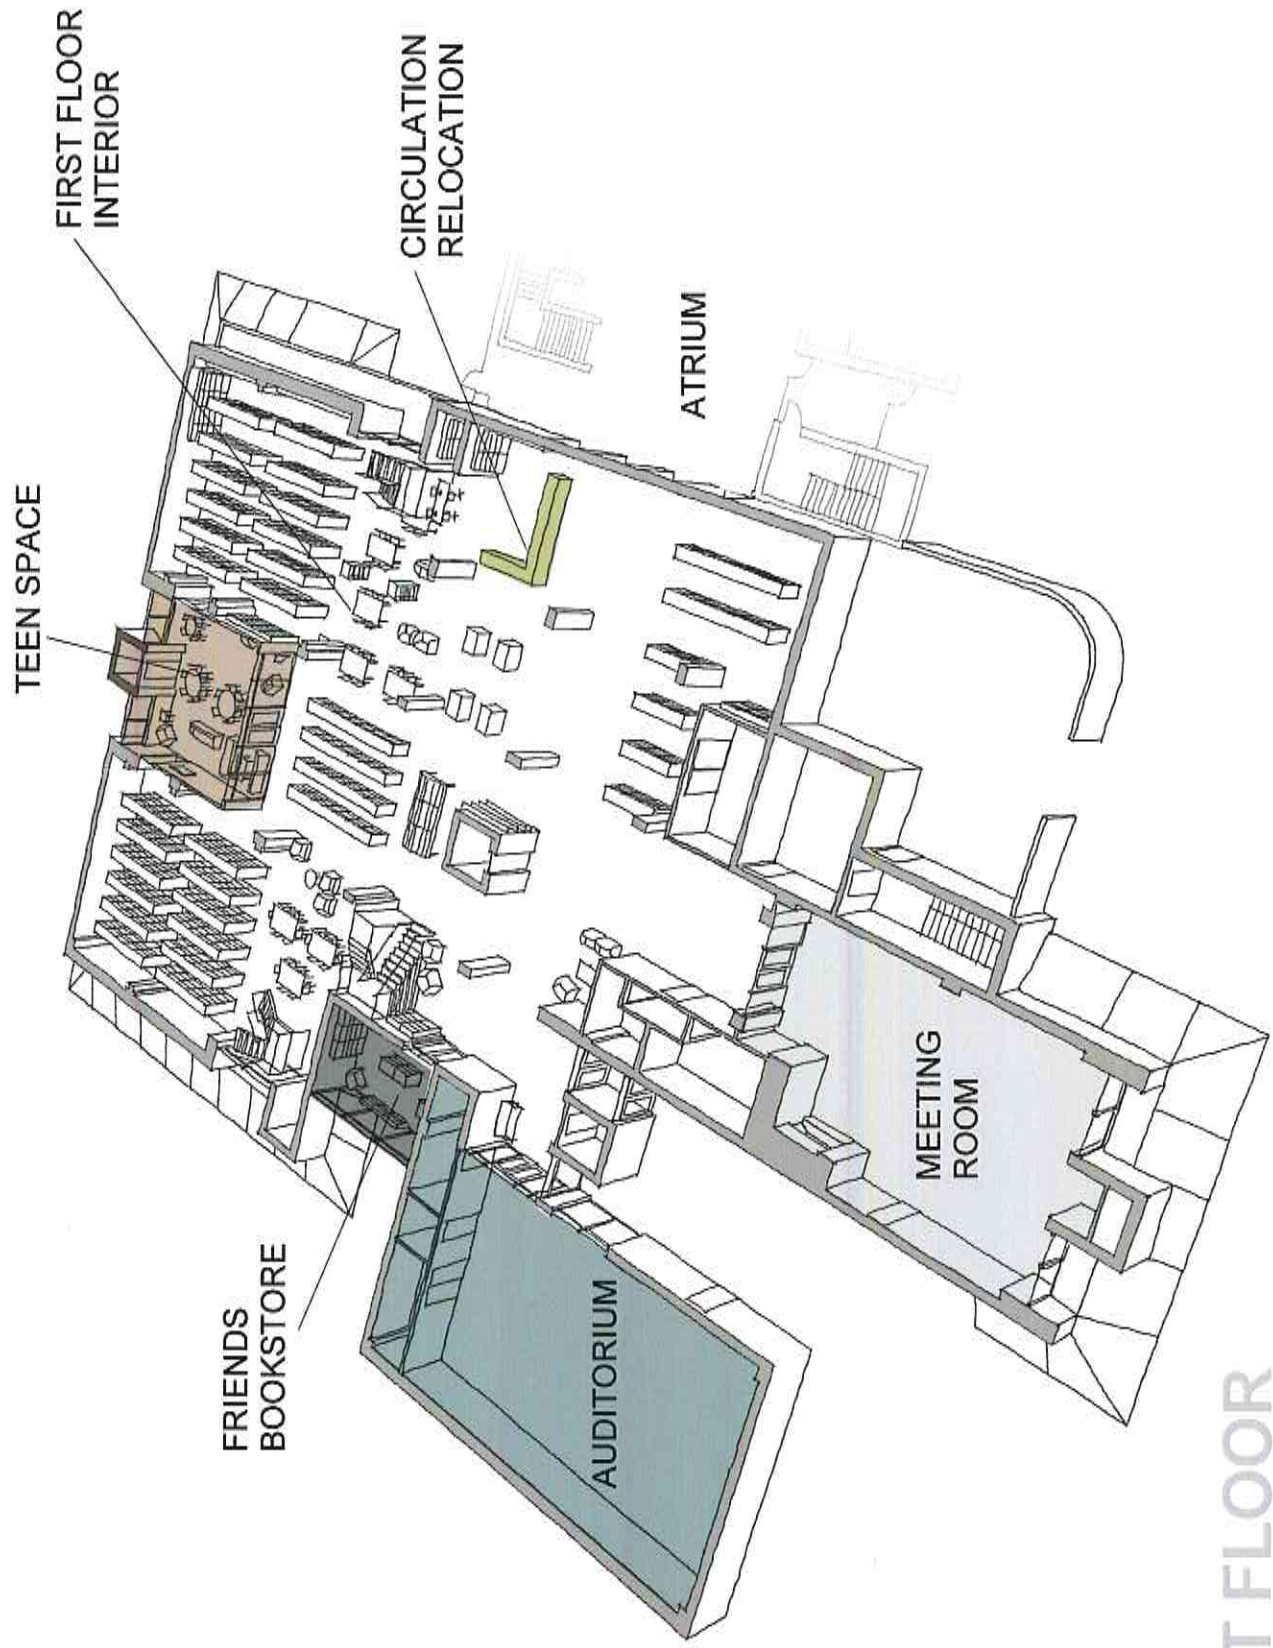 TEEN SPACE
FIRST FLOOR
INTERIOR
CIRCULATION
RELOCATION
ATRIUM
FRIENDS
BOOKSTORE
AUDITORIUM
MEETING
ROOM
T FLOOR